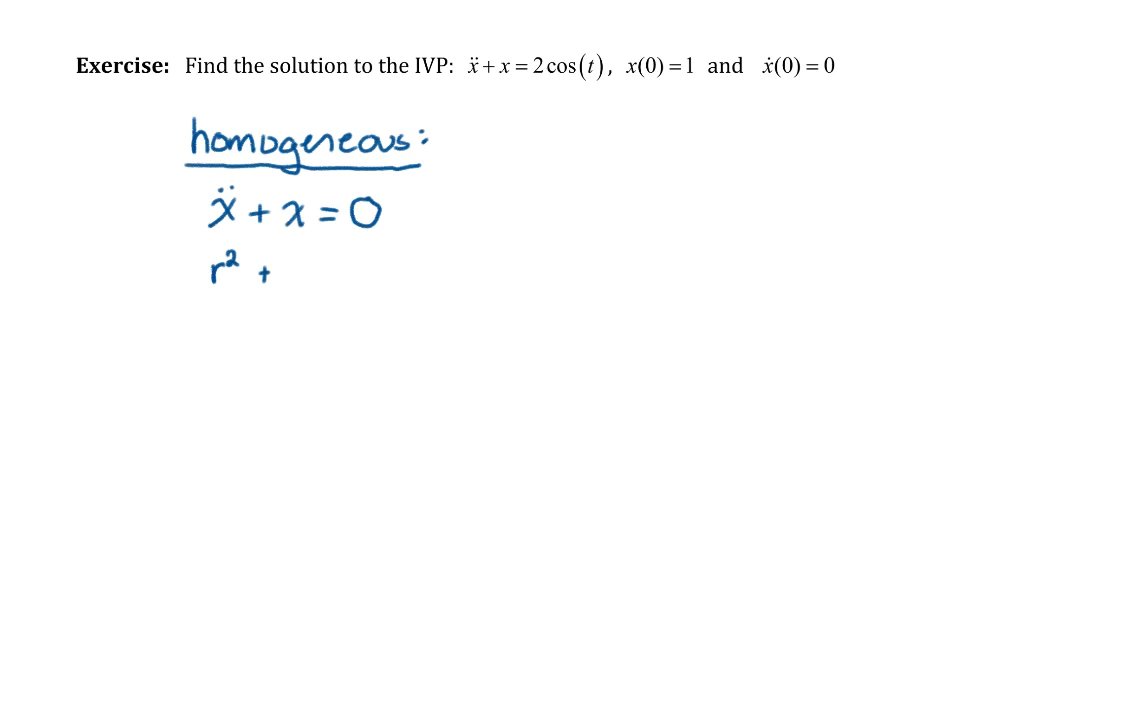 Exercise: Find the solution to the IVP: ẍ + x = 2cos(t), x(0) = 1 and ẋ(0) = 0
homogeneous:
ẍ + x = 0
r² +